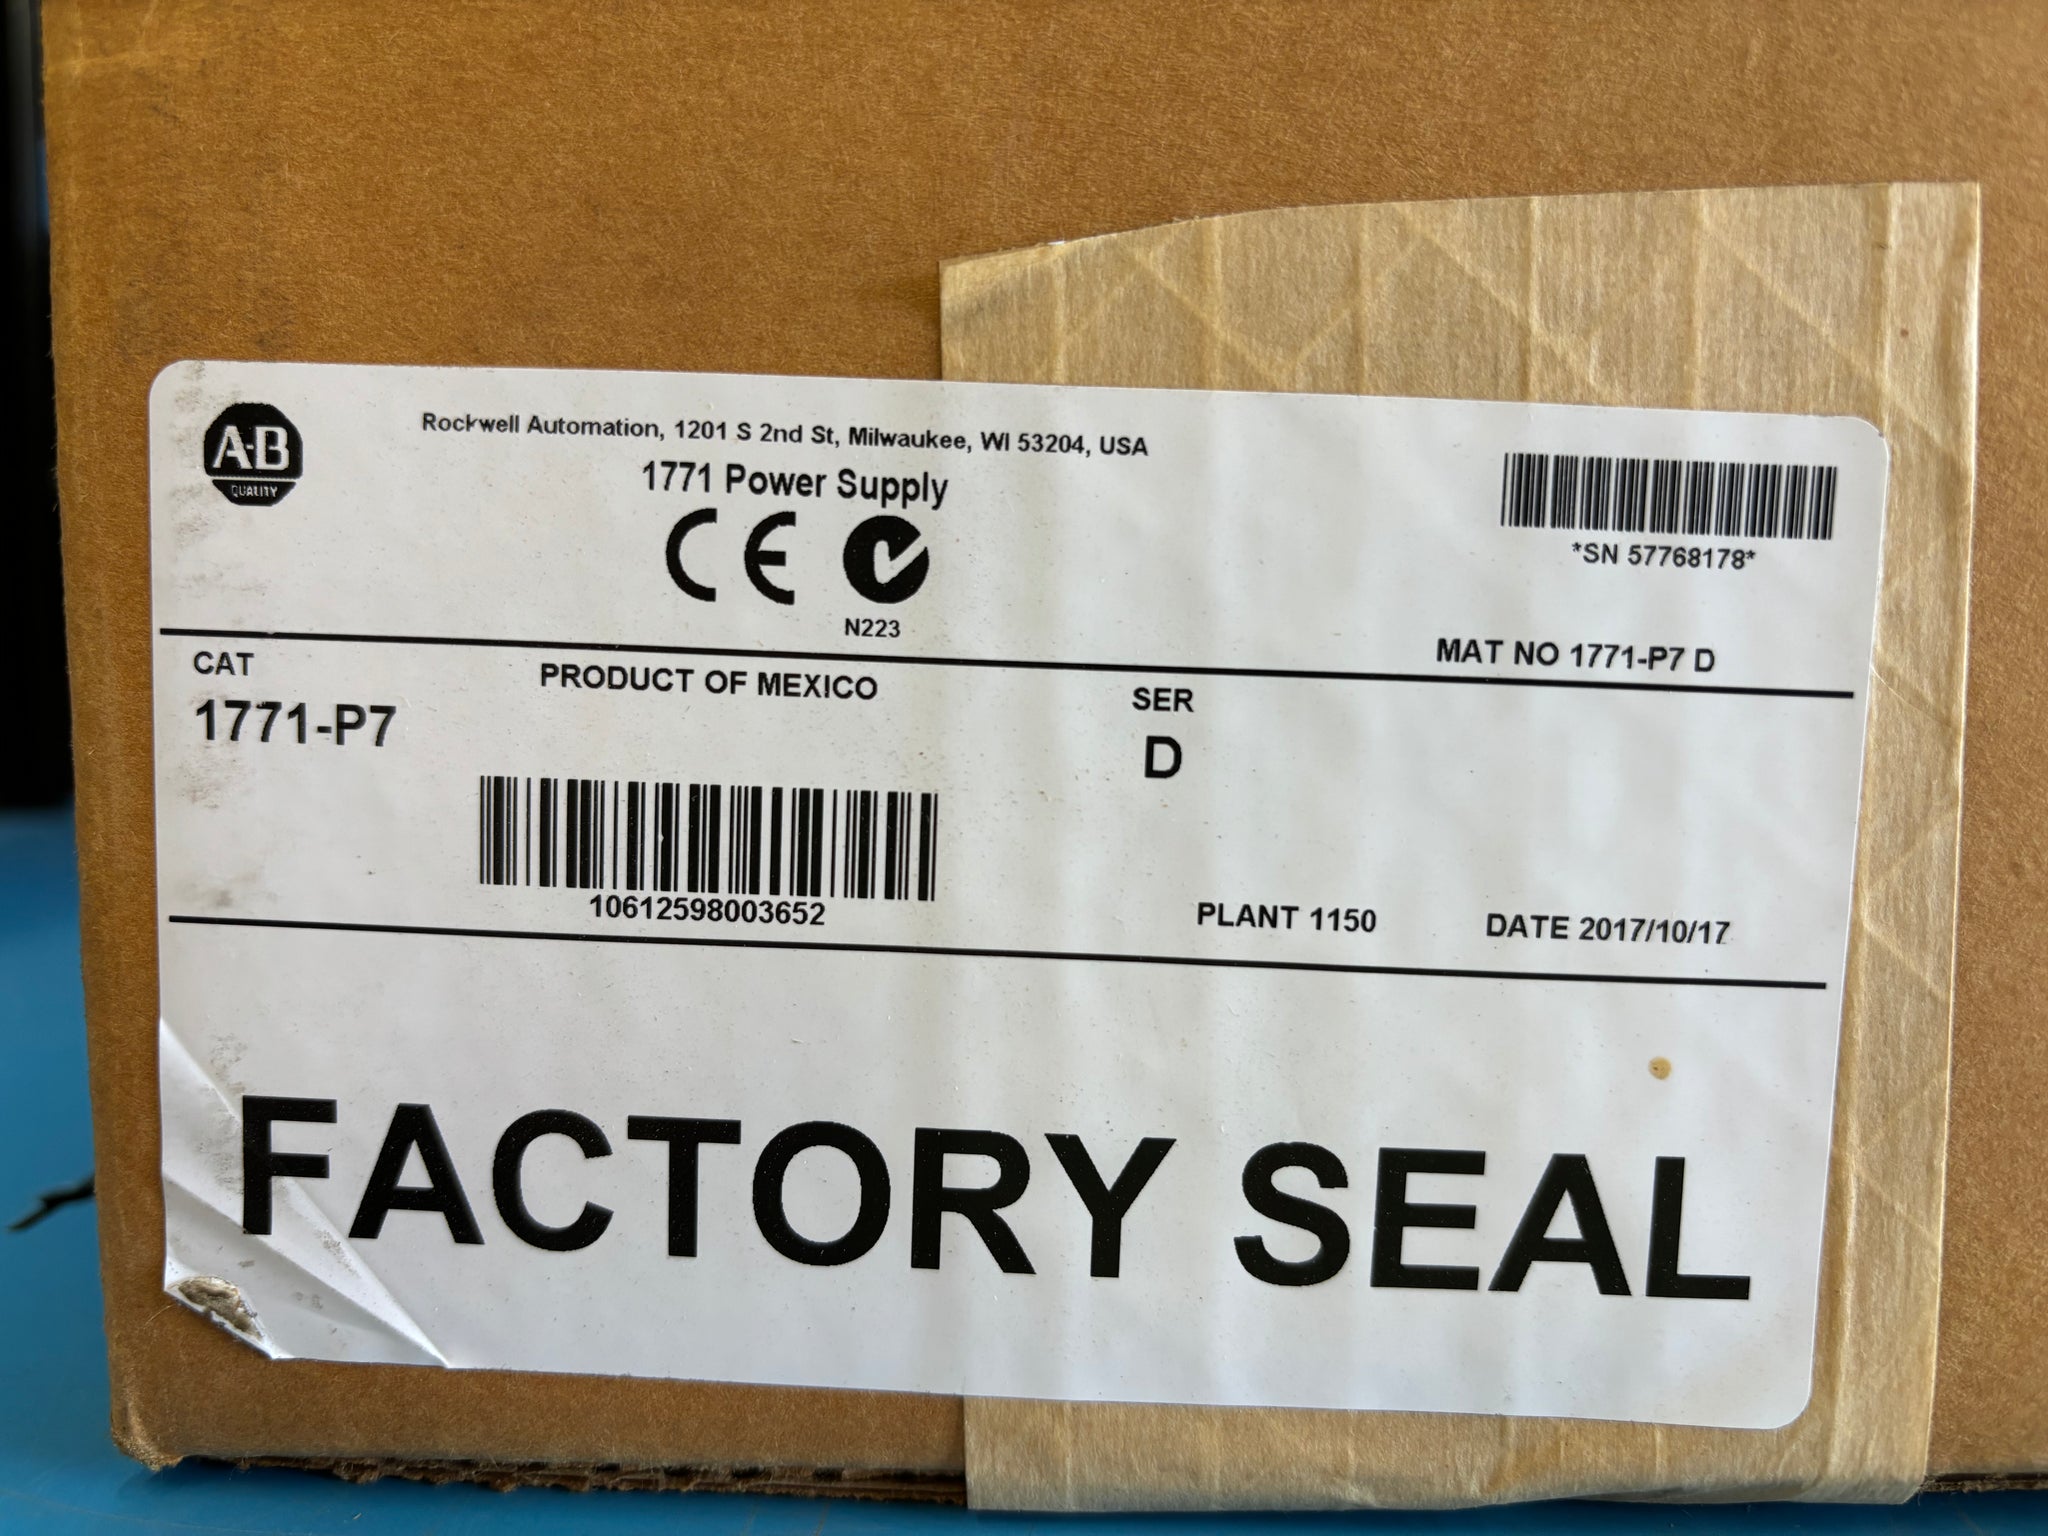 A-B
QUALITY
Rockwell Automation, 1201 S 2nd St, Milwaukee, WI 53204, USA
1771 Power Supply
CE
N223
*SN 57768178*
MAT NO 1771-P7 D
CAT
PRODUCT OF MEXICO
SER
1771-P7
D
10612598003652
PLANT 1150
DATE 2017/10/17
FACTORY SEAL